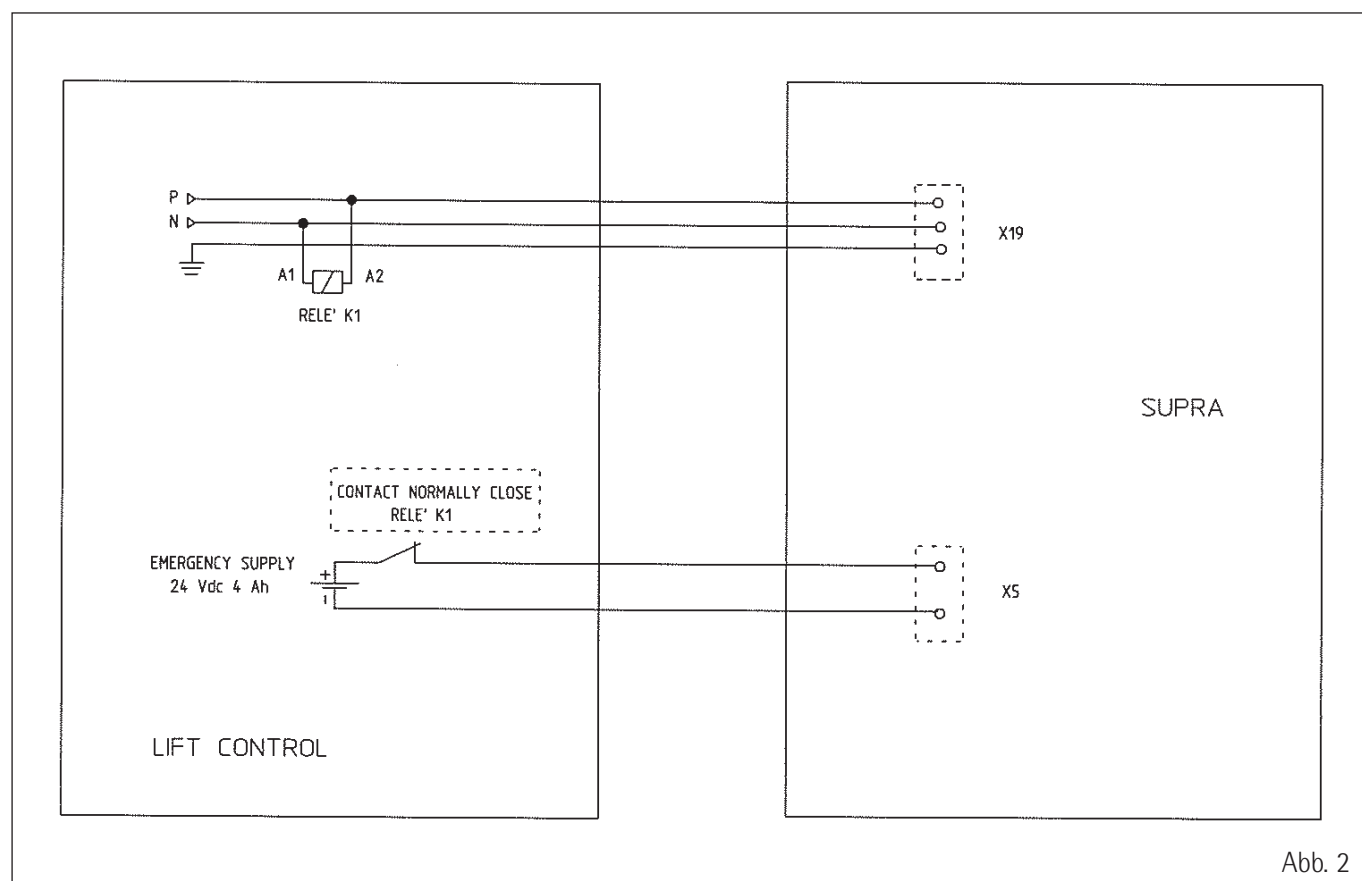 P
N
X19
A1
A2
RELE' K1
SUPRA
CONTACT NORMALLY CLOSE
RELE' K1
EMERGENCY SUPPLY
24 Vdc 4 Ah
+
X5
LIFT CONTROL
Abb. 2